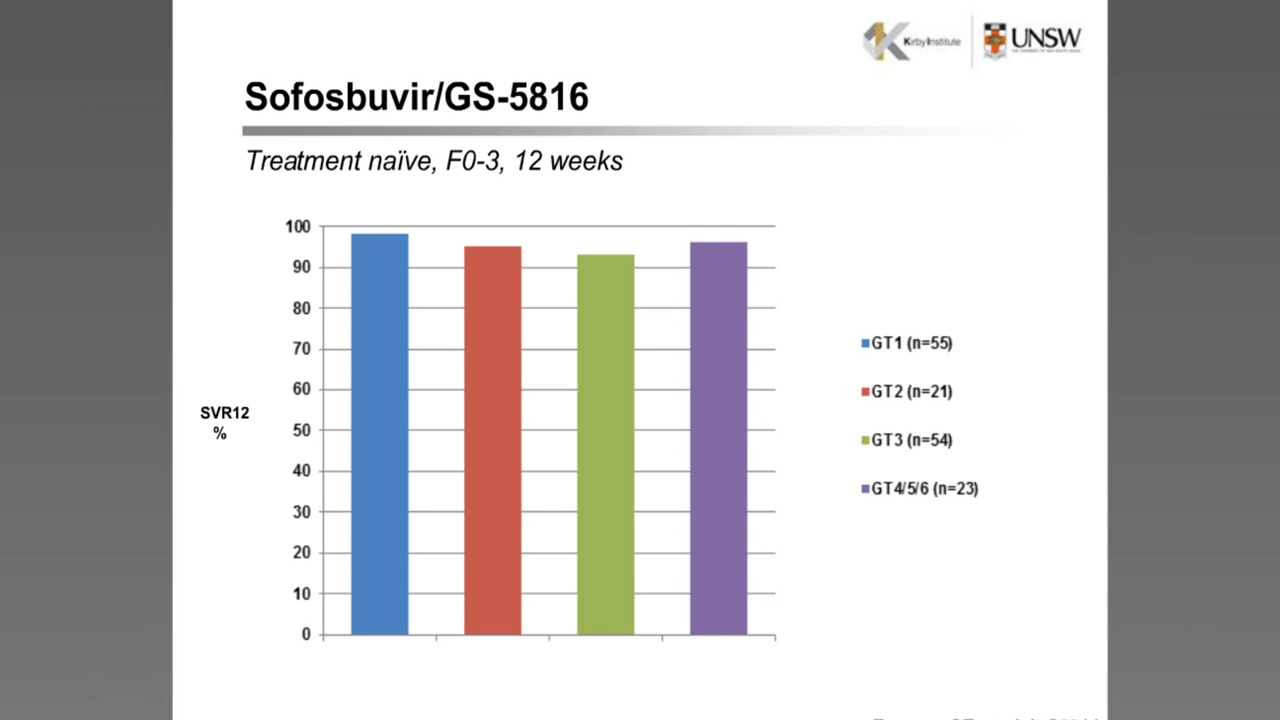 Kirby Institute
UNSW
Sofosbuvir/GS-5816
Treatment naïve, F0-3, 12 weeks
100
90
80
70
60
50
40
30
20
10
0
SVR12
%
GT1 (n=55)
GT2 (n=21)
GT3 (n=54)
GT4/5/6 (n=23)